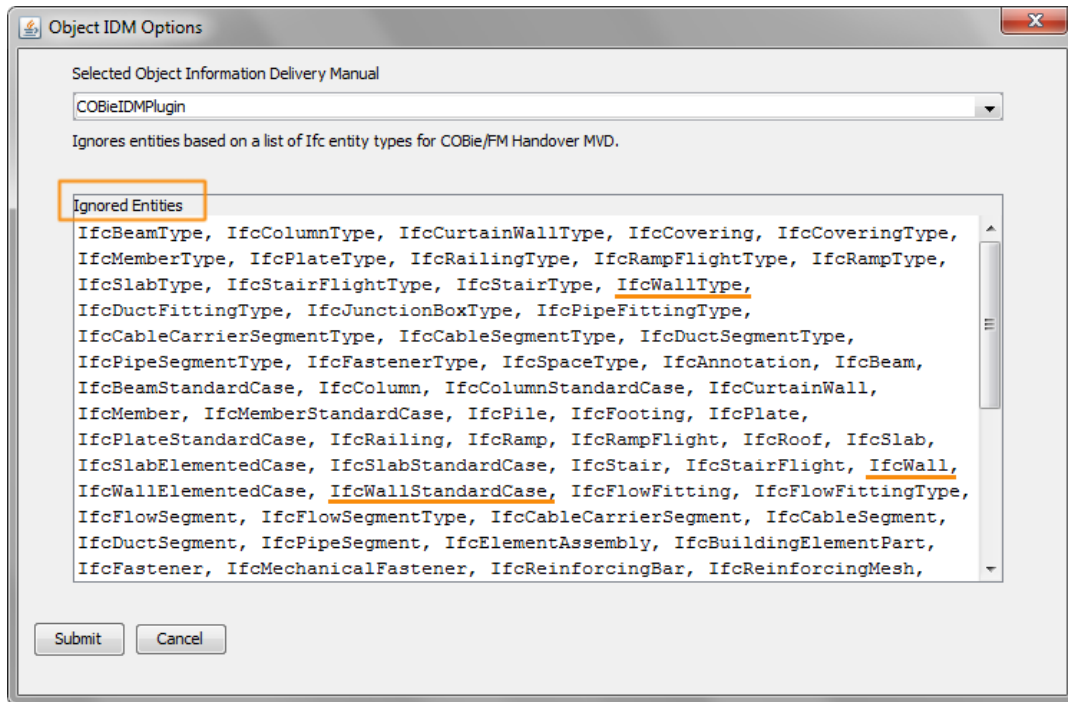 Object IDM Options
Selected Object Information Delivery Manual
COBieIDMPlugin
Ignores entities based on a list of Ifc entity types for COBie/FM Handover MVD.
Ignored Entities
IfcBeamType, IfcColumnType, IfcCurtainWallType, IfcCovering, IfcCoveringType,
IfcMemberType, IfcPlateType, IfcRailingType, IfcRampFlightType, IfcRampType,
IfcSlabType, IfcStairFlightType, IfcStairType, IfcWallType,
IfcDuctFittingType, IfcJunctionBoxType, IfcPipeFittingType,
IfcCableCarrierSegmentType, IfcCableSegmentType, IfcDuctSegmentType,
IfcPipeSegmentType, IfcFastenerType, IfcSpaceType, IfcAnnotation, IfcBeam,
IfcBeamStandardCase, IfcColumn, IfcColumnStandardCase, IfcCurtainWall,
IfcMember, IfcMemberStandardCase, IfcPile, IfcFooting, IfcPlate,
IfcPlateStandardCase, IfcRailing, IfcRamp, IfcRampFlight, IfcRoof, IfcSlab,
IfcSlabElementedCase, IfcSlabStandardCase, IfcStair, IfcStairFlight, IfcWall,
IfcWallElementedCase, IfcWallStandardCase, IfcFlowFitting, IfcFlowFittingType,
IfcFlowSegment, IfcFlowSegmentType, IfcCableCarrierSegment, IfcCableSegment,
IfcDuctSegment, IfcPipeSegment, IfcElementAssembly, IfcBuildingElementPart,
IfcFastener, IfcMechanicalFastener, IfcReinforcingBar, IfcReinforcingMesh,
Submit Cancel